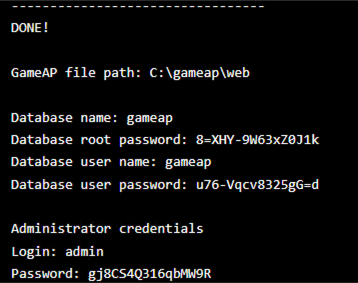 ---------------------------------
DONE!
GameAP file path: C:\gameap\web
Database name: gameap
Database root password: 8=XHY-9W63xZ0J1k
Database user name: gameap
Database user password: u76-Vqcv8325gG=d
Administrator credentials
Login: admin
Password: gj8CS4Q316qbMW9R